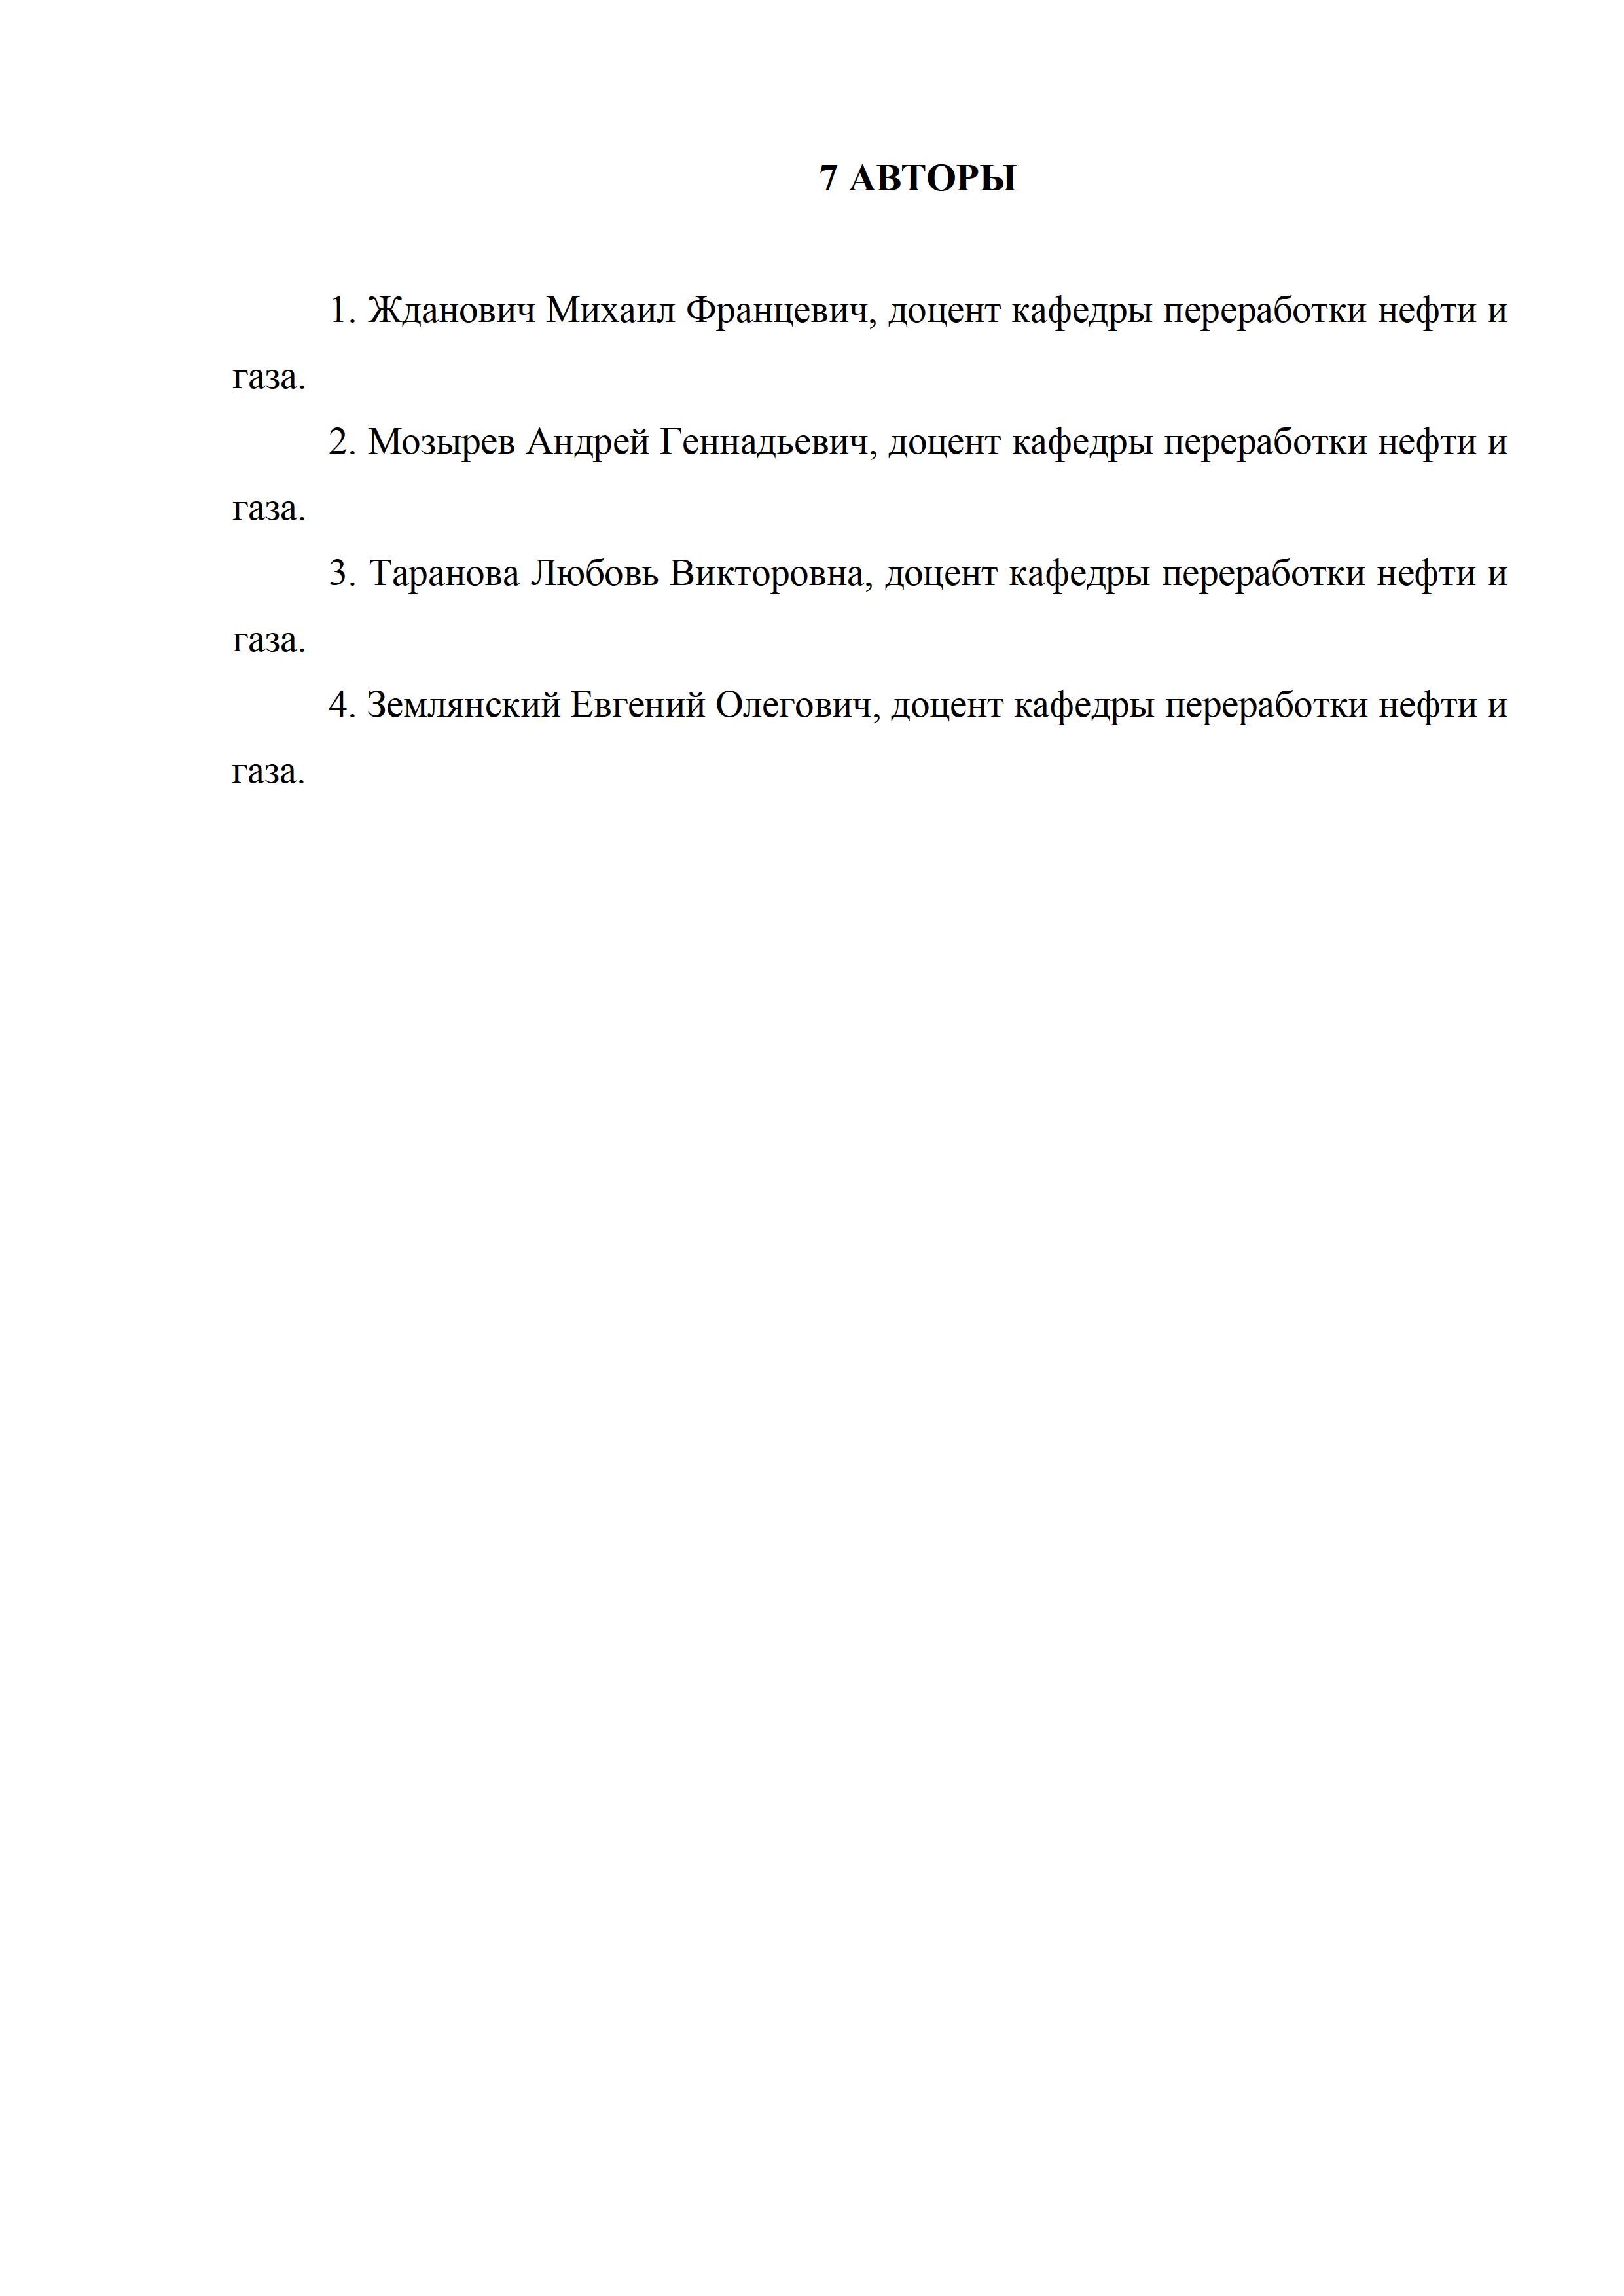 7 АВТОРЫ
1. Жданович Михаил Францевич, доцент кафедры переработки нефти и
газа.
2. Мозырев Андрей Геннадьевич, доцент кафедры переработки нефти и
газа.
3. Таранова Любовь Викторовна, доцент кафедры переработки нефти и
газа.
4. Землянский Евгений Олегович, доцент кафедры переработки нефти и
газа.